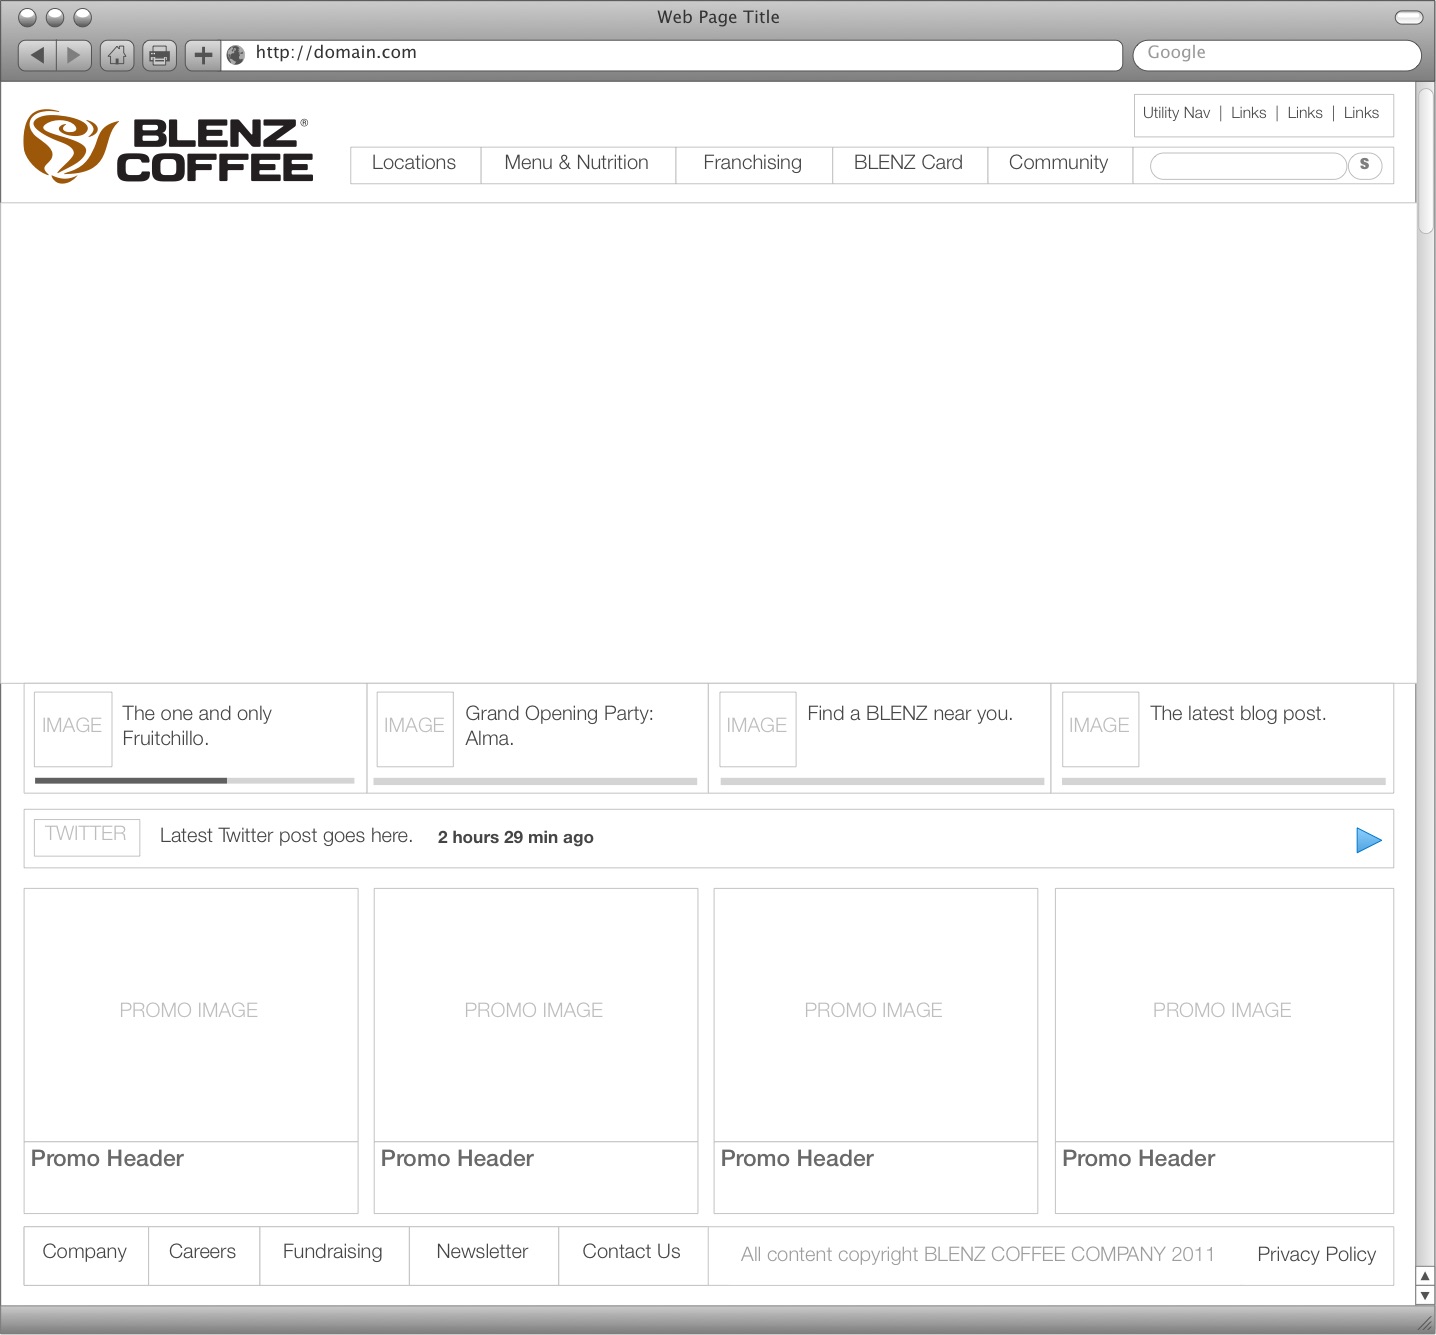 Web Page Title
http://domain.com
Google
Utility Nav | Links | Links | Links
BLENZ®
COFFEE
Locations
Menu & Nutrition
Franchising
BLENZ Card
Community
S
IMAGE
The one and only
Fruitchillo.
IMAGE
Grand Opening Party:
Alma.
IMAGE
Find a BLENZ near you.
IMAGE
The latest blog post.
TWITTER
Latest Twitter post goes here.
2 hours 29 min ago
PROMO IMAGE
PROMO IMAGE
PROMO IMAGE
PROMO IMAGE
Promo Header
Promo Header
Promo Header
Promo Header
Company
Careers
Fundraising
Newsletter
Contact Us
All content copyright BLENZ COFFEE COMPANY 2011
Privacy Policy